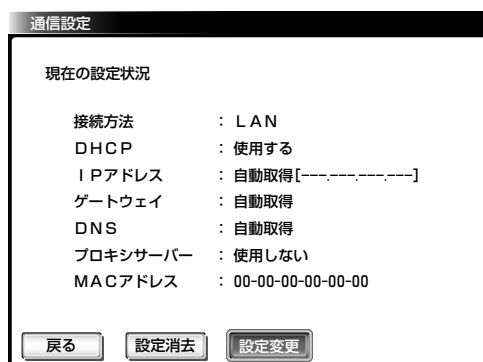 通信設定
現在の設定状況
接続方法 : ＬＡＮ
ＤＨＣＰ : 使用する
ＩＰアドレス : 自動取得[---.---.---.---]
ゲートウェイ : 自動取得
ＤＮＳ : 自動取得
プロキシサーバー : 使用しない
ＭＡＣアドレス : 00-00-00-00-00-00
戻る 設定消去 設定変更